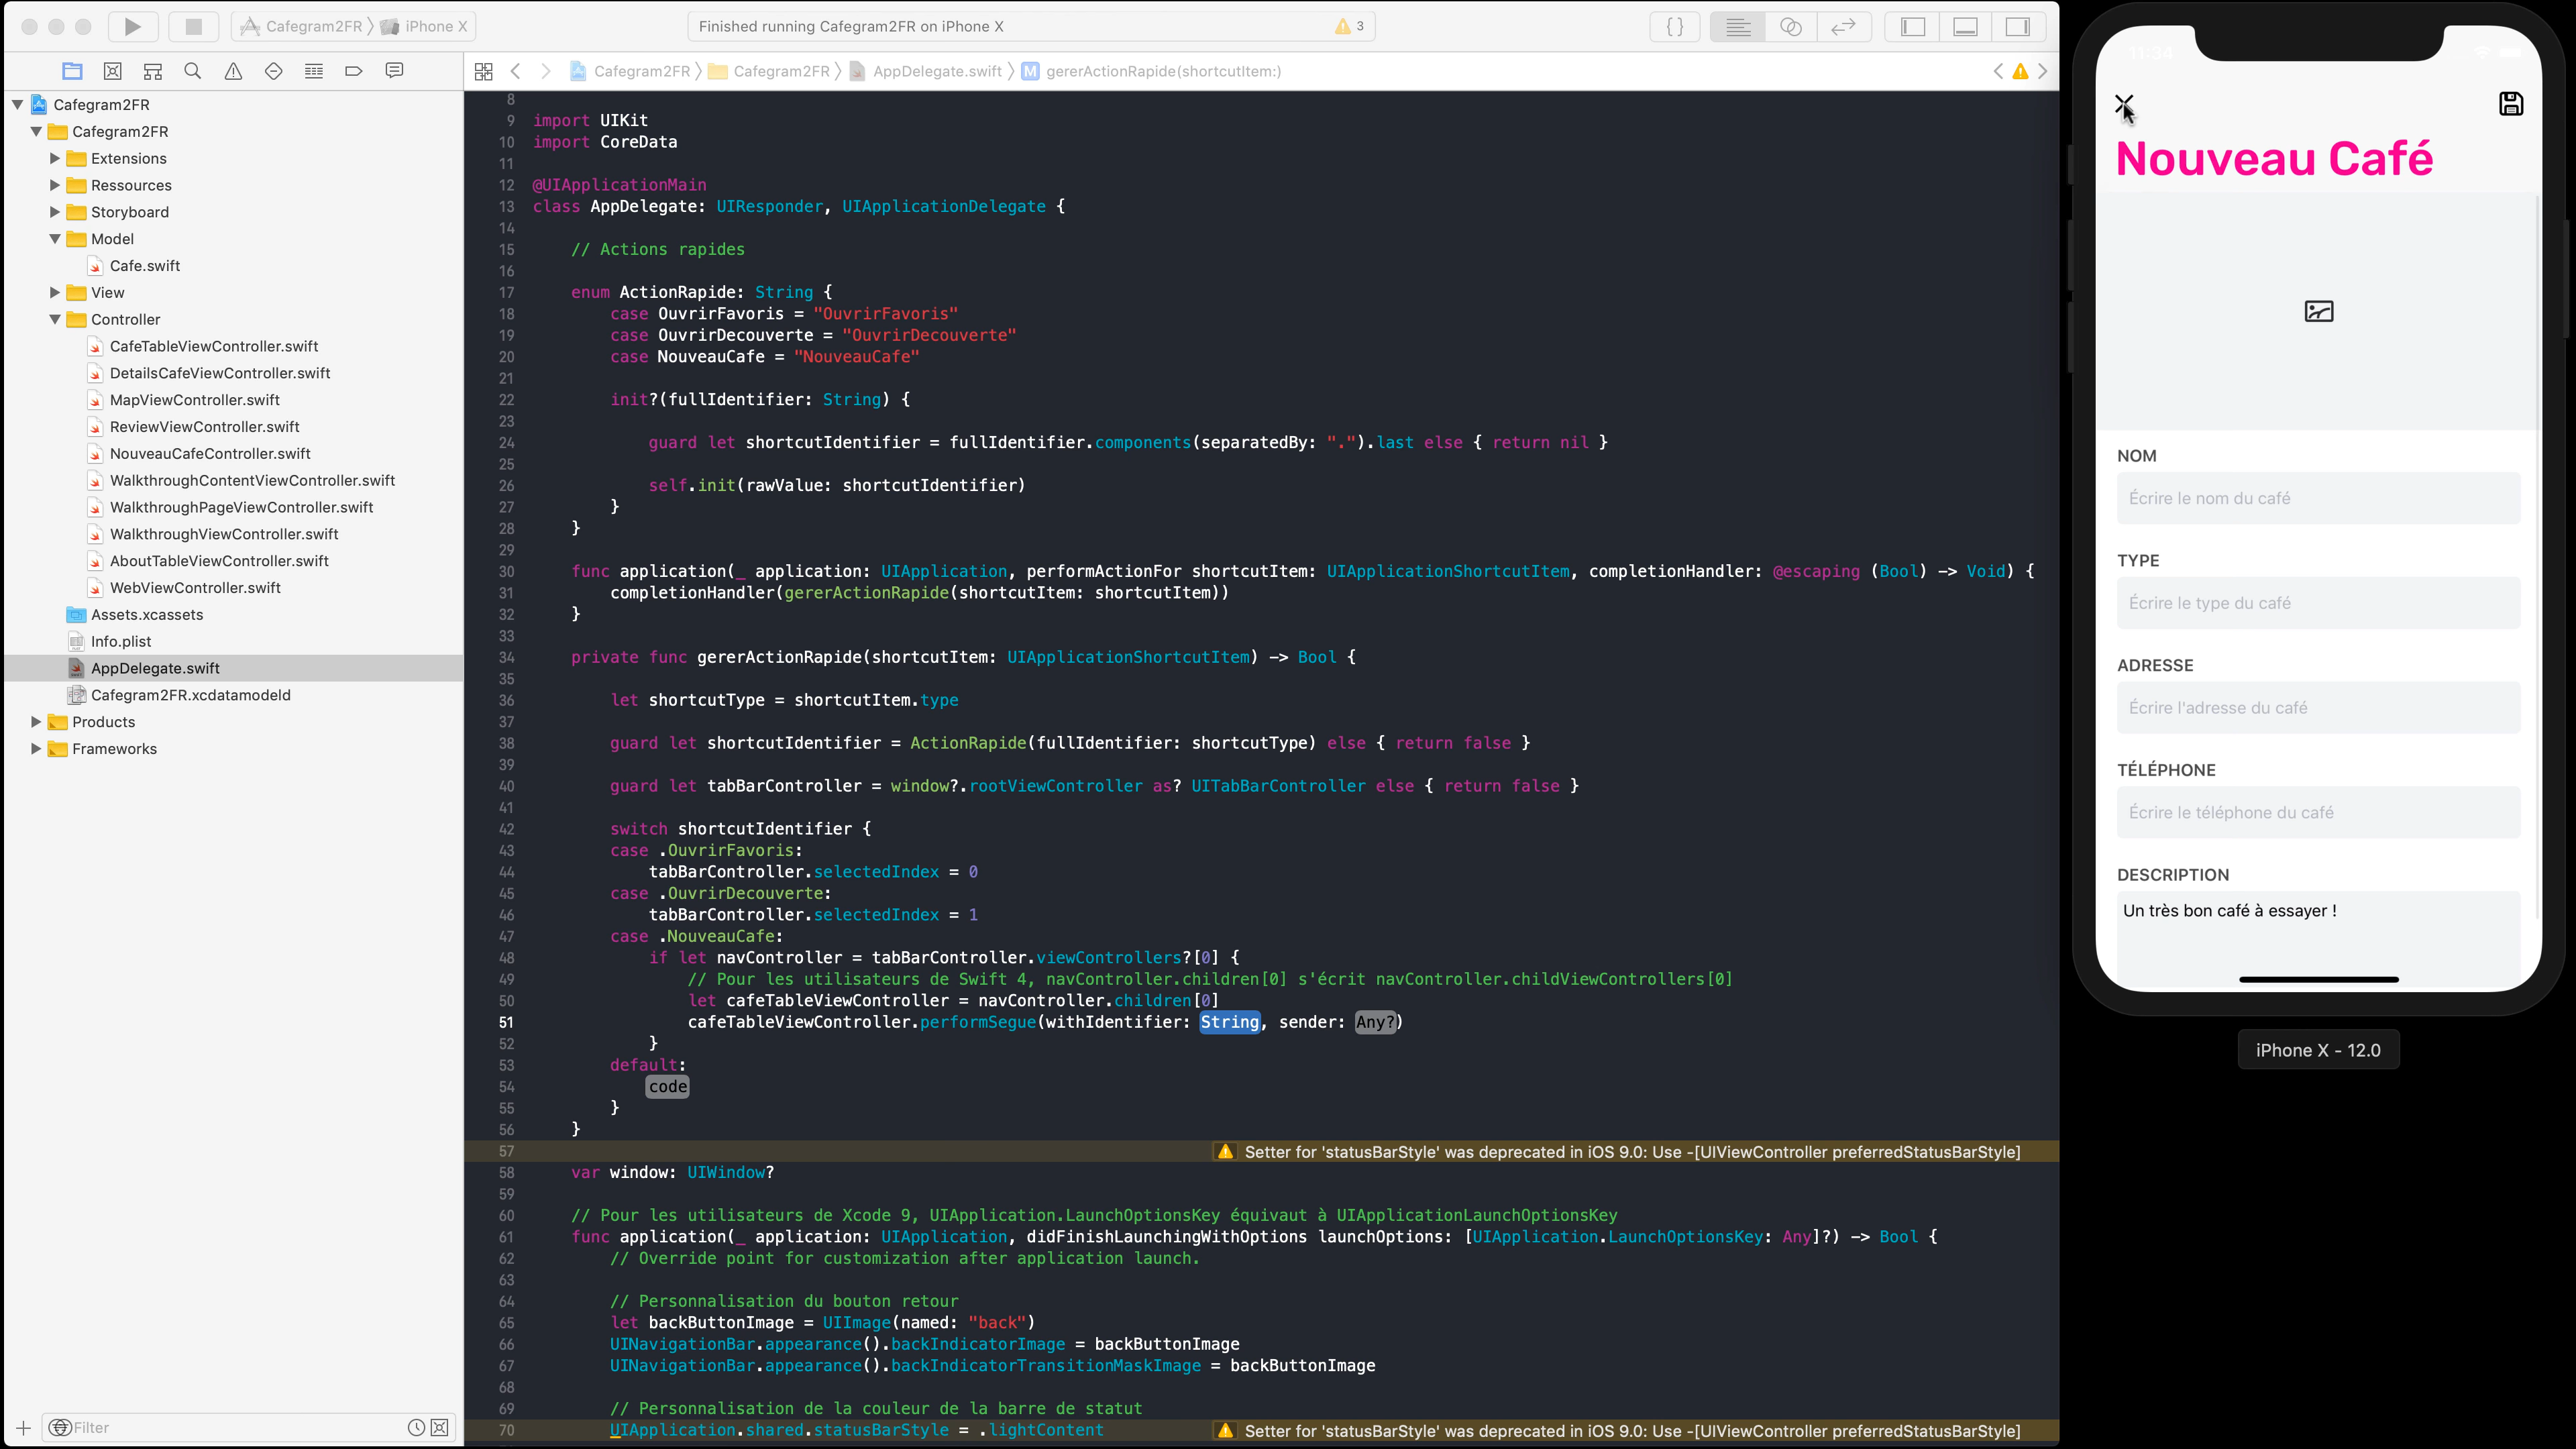 Cafegram2FR iPhone X
Finished running Cafegram2FR on iPhone X
3
Cafegram2FR Cafegram2FR AppDelegate.swift M gererActionRapide(shortcutItem:)
Cafegram2FR
Cafegram2FR
Extensions
Ressources
Storyboard
Model
Cafe.swift
View
Controller
CafeTableViewController.swift
DetailsCafeViewController.swift
MapViewController.swift
ReviewViewController.swift
NouveauCafeController.swift
WalkthroughContentViewController.swift
WalkthroughPageViewController.swift
WalkthroughViewController.swift
AboutTableViewController.swift
WebViewController.swift
Assets.xcassets
Info.plist
AppDelegate.swift
Cafegram2FR.xcdatamodeld
Products
Frameworks
Filter
8
9 import UIKit
10 import CoreData
11
12 @UIApplicationMain
13 class AppDelegate: UIResponder, UIApplicationDelegate {
14
15 // Actions rapides
16
17 enum ActionRapide: String {
18 case OuvrirFavoris = "OuvrirFavoris"
19 case OuvrirDecouverte = "OuvrirDecouverte"
20 case NouveauCafe = "NouveauCafe"
21
22 init?(fullIdentifier: String) {
23
24 guard let shortcutIdentifier = fullIdentifier.components(separatedBy: ".").last else { return nil }
25
26 self.init(rawValue: shortcutIdentifier)
27 }
28 }
29
30 func application(_ application: UIApplication, performActionFor shortcutItem: UIApplicationShortcutItem, completionHandler: @escaping (Bool) -> Void) {
31 completionHandler(gererActionRapide(shortcutItem: shortcutItem))
32 }
33
34 private func gererActionRapide(shortcutItem: UIApplicationShortcutItem) -> Bool {
35
36 let shortcutType = shortcutItem.type
37
38 guard let shortcutIdentifier = ActionRapide(fullIdentifier: shortcutType) else { return false }
39
40 guard let tabBarController = window?.rootViewController as? UITabBarController else { return false }
41
42 switch shortcutIdentifier {
43 case .OuvrirFavoris:
44 tabBarController.selectedIndex = 0
45 case .OuvrirDecouverte:
46 tabBarController.selectedIndex = 1
47 case .NouveauCafe:
48 if let navController = tabBarController.viewControllers?[0] {
49 // Pour les utilisateurs de Swift 4, navController.children[0] s'écrit navController.childViewControllers[0]
50 let cafeTableViewController = navController.children[0]
51 cafeTableViewController.performSegue(withIdentifier: String, sender: Any?)
52 }
53 default:
54 code
55 }
56 }
57 Setter for 'statusBarStyle' was deprecated in iOS 9.0: Use -[UIViewController preferredStatusBarStyle]
58 var window: UIWindow?
59
60 // Pour les utilisateurs de Xcode 9, UIApplication.LaunchOptionsKey équivaut à UIApplicationLaunchOptionsKey
61 func application(_ application: UIApplication, didFinishLaunchingWithOptions launchOptions: [UIApplication.LaunchOptionsKey: Any]?) -> Bool {
62 // Override point for customization after application launch.
63
64 // Personnalisation du bouton retour
65 let backButtonImage = UIImage(named: "back")
66 UINavigationBar.appearance().backIndicatorImage = backButtonImage
67 UINavigationBar.appearance().backIndicatorTransitionMaskImage = backButtonImage
68
69 // Personnalisation de la couleur de la barre de statut
70 UIApplication.shared.statusBarStyle = .lightContent Setter for 'statusBarStyle' was deprecated in iOS 9.0: Use -[UIViewController preferredStatusBarStyle]
11:34
Nouveau Café
NOM
Écrire le nom du café
TYPE
Écrire le type du café
ADRESSE
Écrire l'adresse du café
TÉLÉPHONE
Écrire le téléphone du café
DESCRIPTION
Un très bon café à essayer !
iPhone X - 12.0